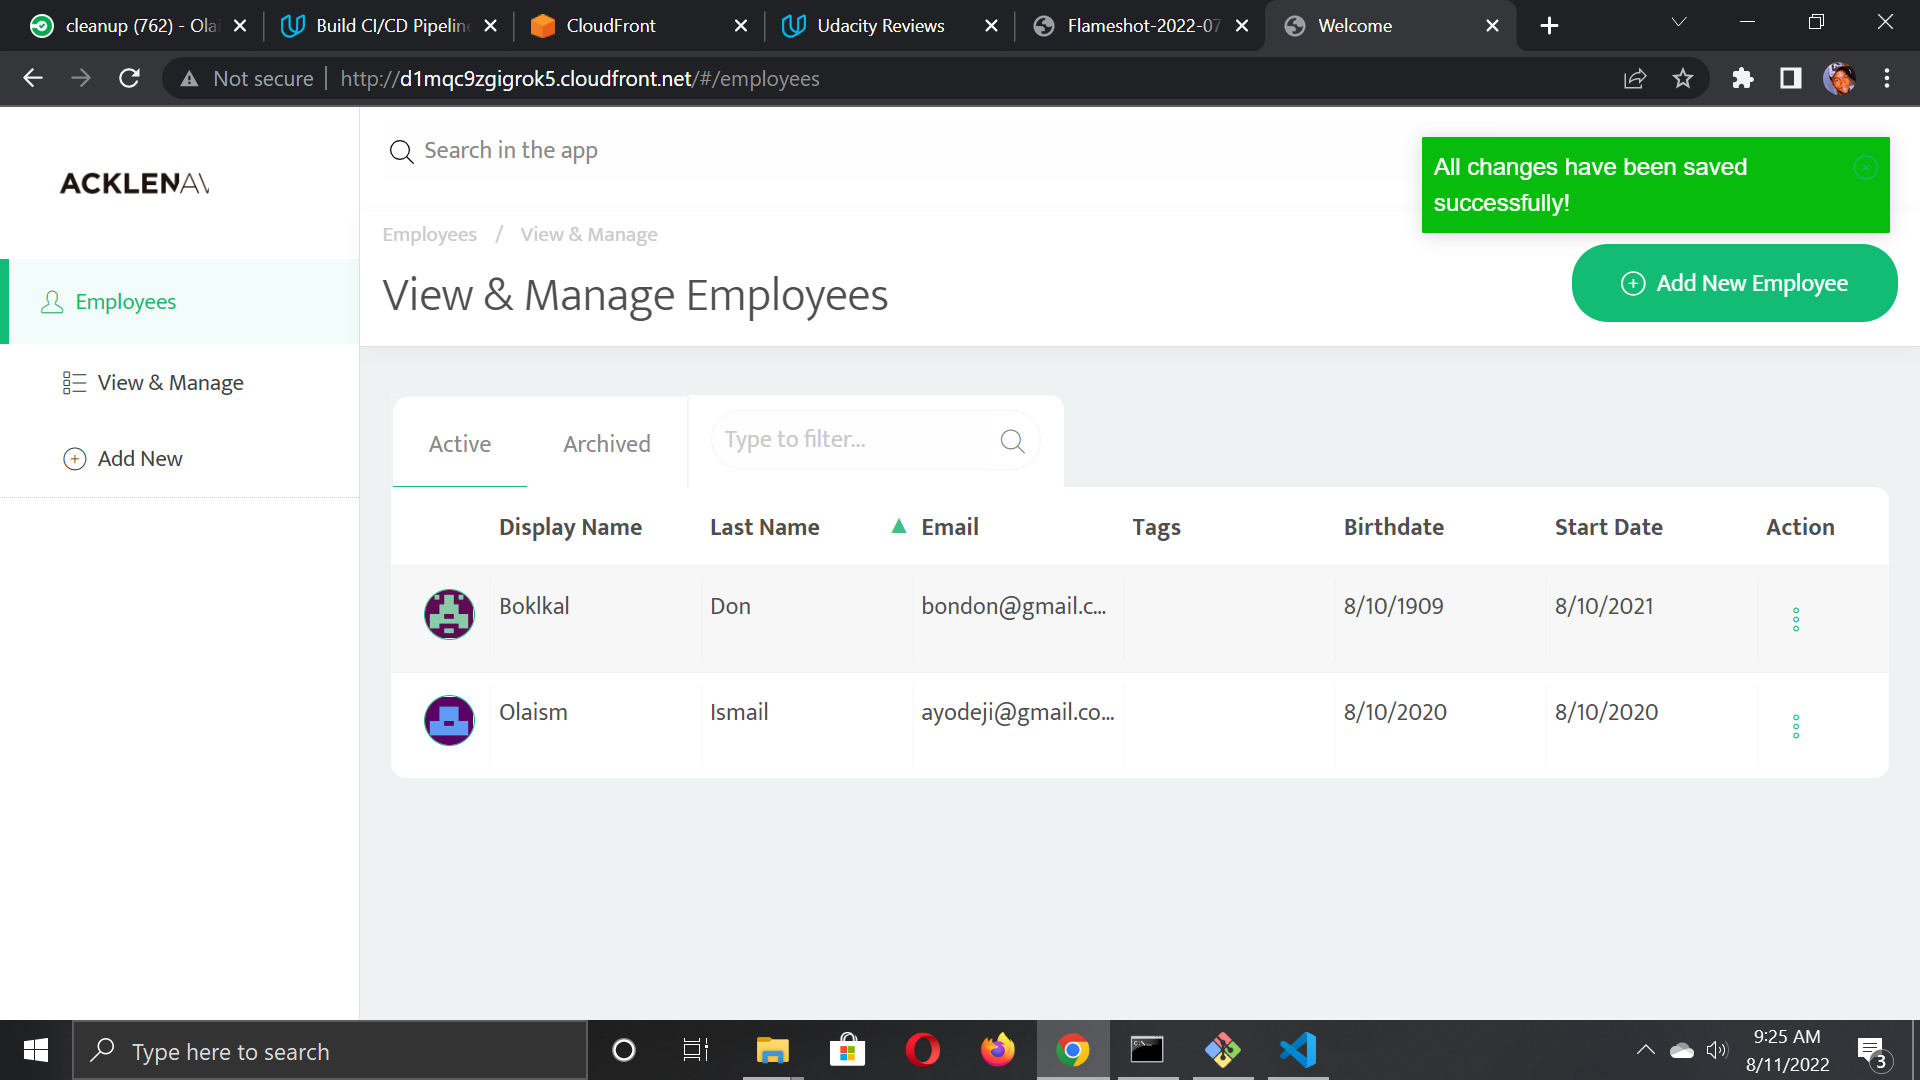 cleanup (762) - Olai
Build CI/CD Pipeline
CloudFront
Udacity Reviews
Flameshot-2022-07
Welcome
Not secure
http://d1mqc9zgigrok5.cloudfront.net/#/employees
ACKLENAV
Search in the app
All changes have been saved
successfully!
Employees / View & Manage
View & Manage Employees
Add New Employee
Employees
View & Manage
Add New
Active
Archived
Type to filter...
Display Name Last Name Email Tags Birthdate Start Date Action
Boklkal Don bondon@gmail.c... 8/10/1909 8/10/2021
Olaism Ismail ayodeji@gmail.co... 8/10/2020 8/10/2020
Type here to search
9:25 AM
8/11/2022
3